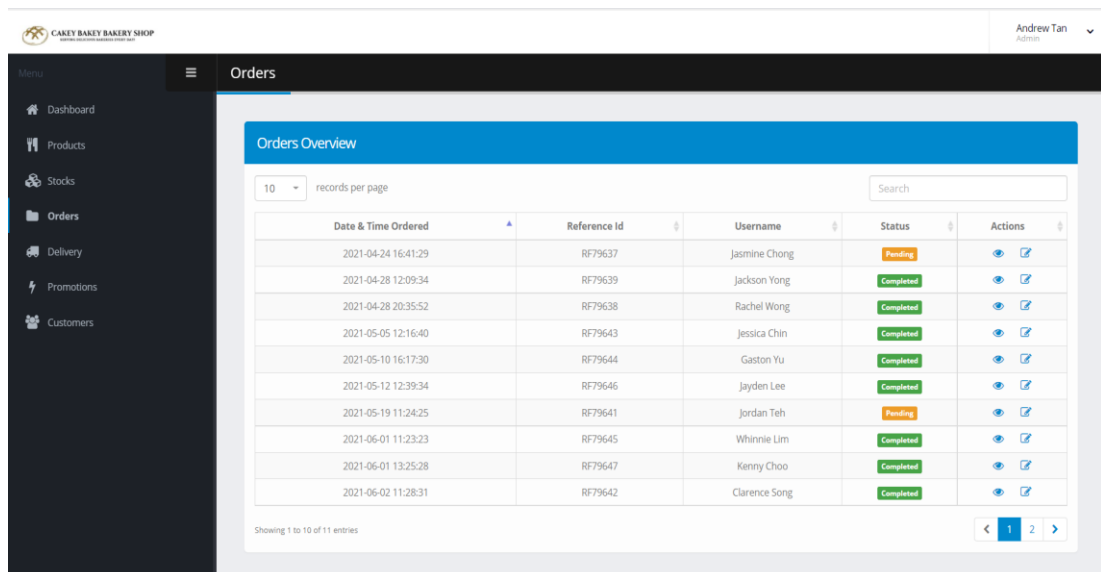 CAKEY BAKEY BAKERY SHOP
Andrew Tan
Admin
Menu
Orders
Dashboard
Products
Stocks
Orders
Delivery
Promotions
Customers
Orders Overview
10 records per page Search
Date & Time Ordered Reference Id Username Status Actions
2021-04-24 16:41:29 RF79637 Jasmine Chong Pending
2021-04-28 12:09:34 RF79639 Jackson Yong Completed
2021-04-28 20:35:52 RF79638 Rachel Wong Completed
2021-05-05 12:16:40 RF79643 Jessica Chin Completed
2021-05-10 16:17:30 RF79644 Gaston Yu Completed
2021-05-12 12:39:34 RF79646 Jayden Lee Completed
2021-05-19 11:24:25 RF79641 Jordan Teh Pending
2021-06-01 11:23:23 RF79645 Whinnie Lim Completed
2021-06-01 13:25:28 RF79647 Kenny Choo Completed
2021-06-02 11:28:31 RF79642 Clarence Song Completed
Showing 1 to 10 of 11 entries
1 2